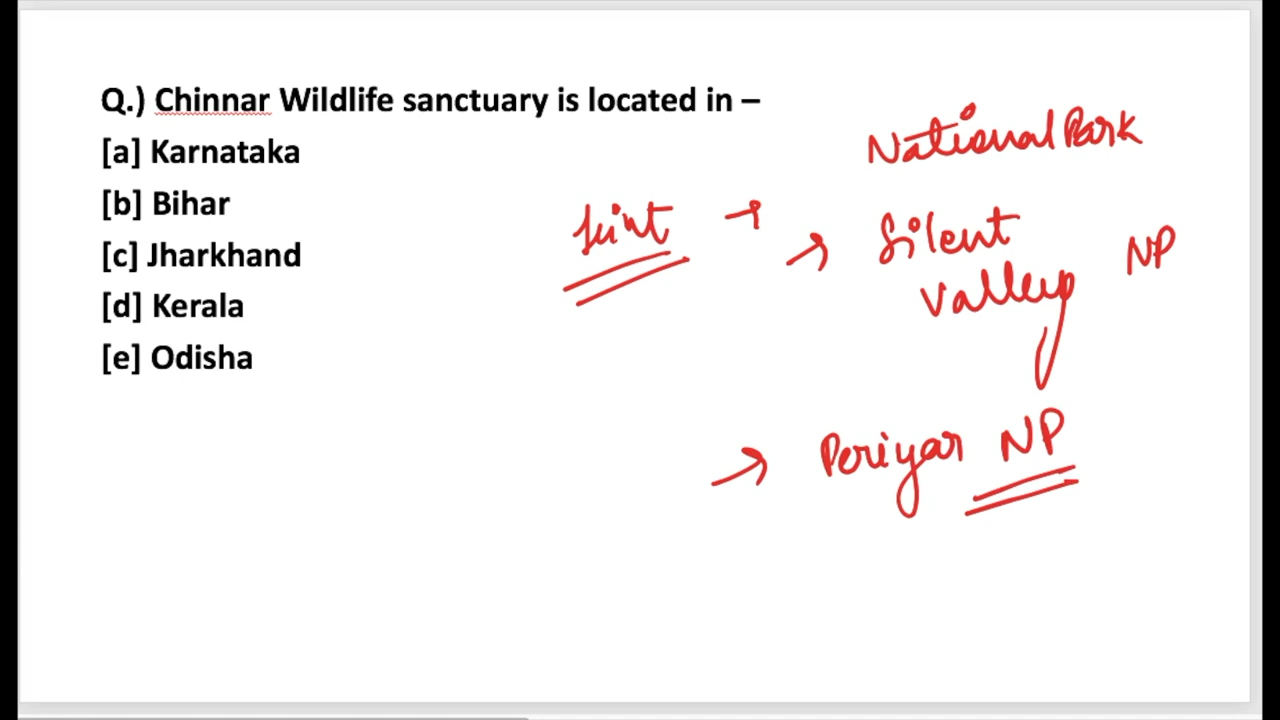 Q.) Chinnar Wildlife sanctuary is located in –
[a] Karnataka
[b] Bihar
[c] Jharkhand
[d] Kerala
[e] Odisha
National Park
Hint →
→ Silent
Valley NP
→ Periyar NP